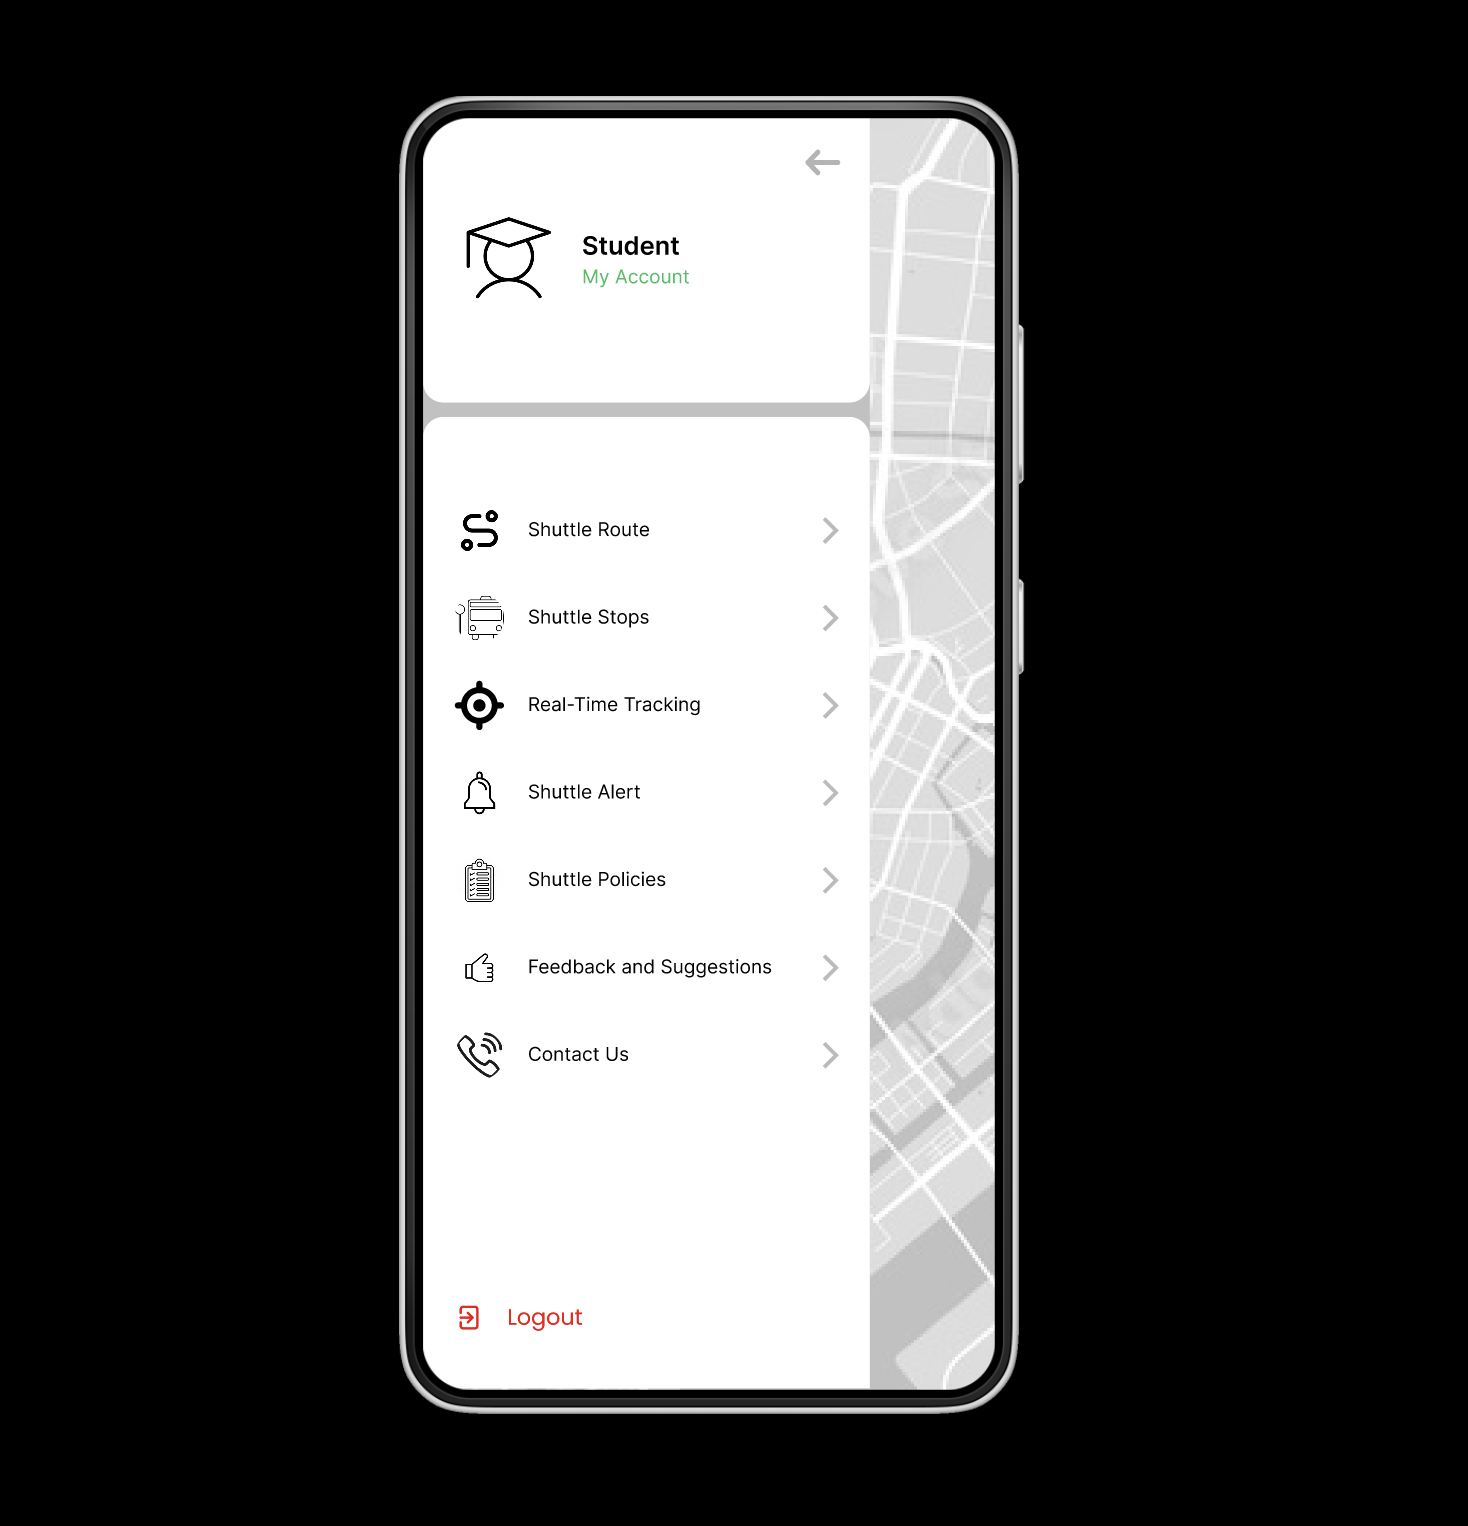 Student
My Account
Shuttle Route
Shuttle Stops
Real-Time Tracking
Shuttle Alert
Shuttle Policies
Feedback and Suggestions
Contact Us
Logout